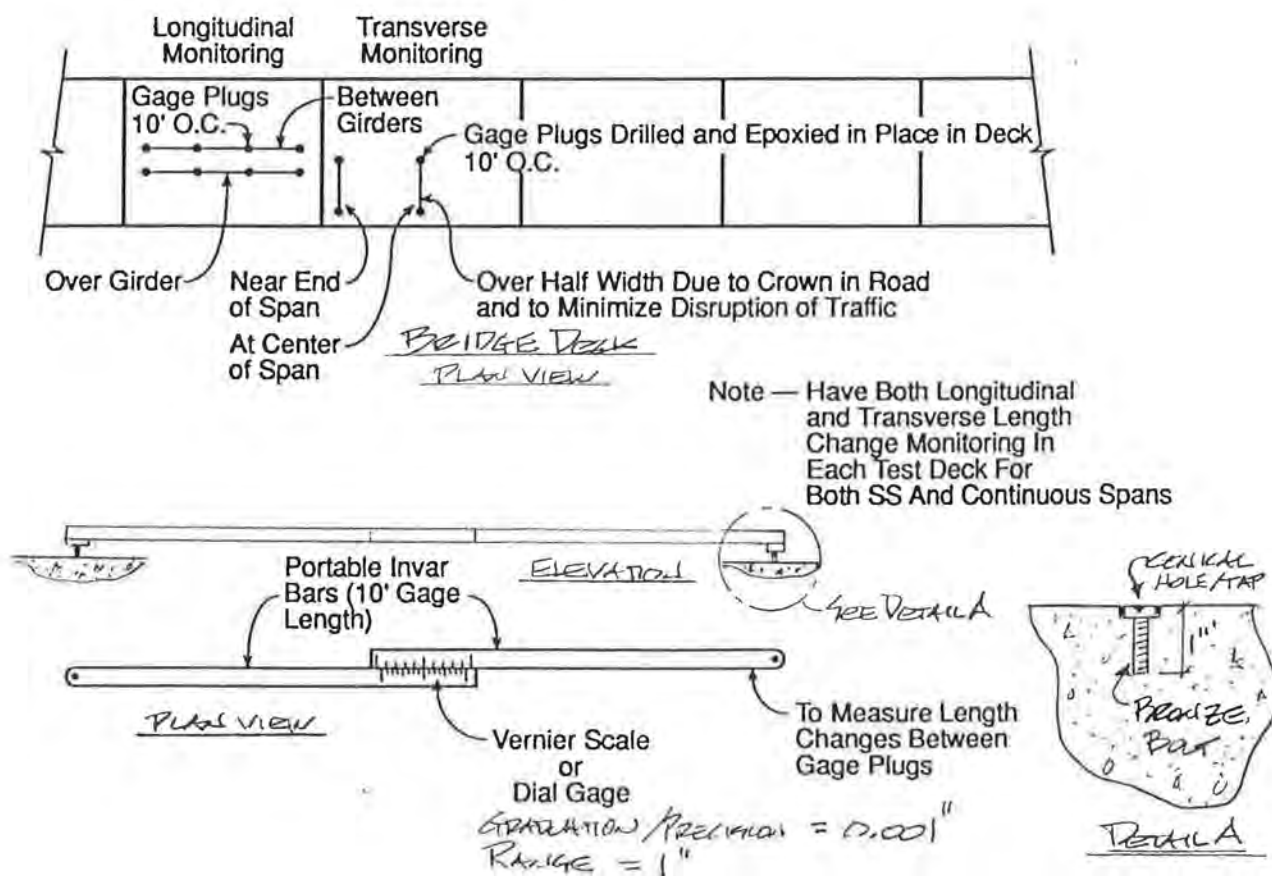 Longitudinal
Monitoring
Transverse
Monitoring
Gage Plugs
10' O.C.
Between
Girders
Gage Plugs Drilled and Epoxied in Place in Deck
10' O.C.
Over Girder
Near End
of Span
At Center
of Span
Over Half Width Due to Crown in Road
and to Minimize Disruption of Traffic
BRIDGE DECK
PLAN VIEW
Note — Have Both Longitudinal
and Transverse Length
Change Monitoring In
Each Test Deck For
Both SS And Continuous Spans
Portable Invar
Bars (10' Gage
Length)
ELEVATION
SEE DETAIL A
CONICAL
HOLE/TAP
1"
BRONZE
BOLT
DETAIL A
PLAN VIEW
Vernier Scale
or
Dial Gage
GRADUATION/PRECISION = 0.001"
RANGE = 1"
To Measure Length
Changes Between
Gage Plugs